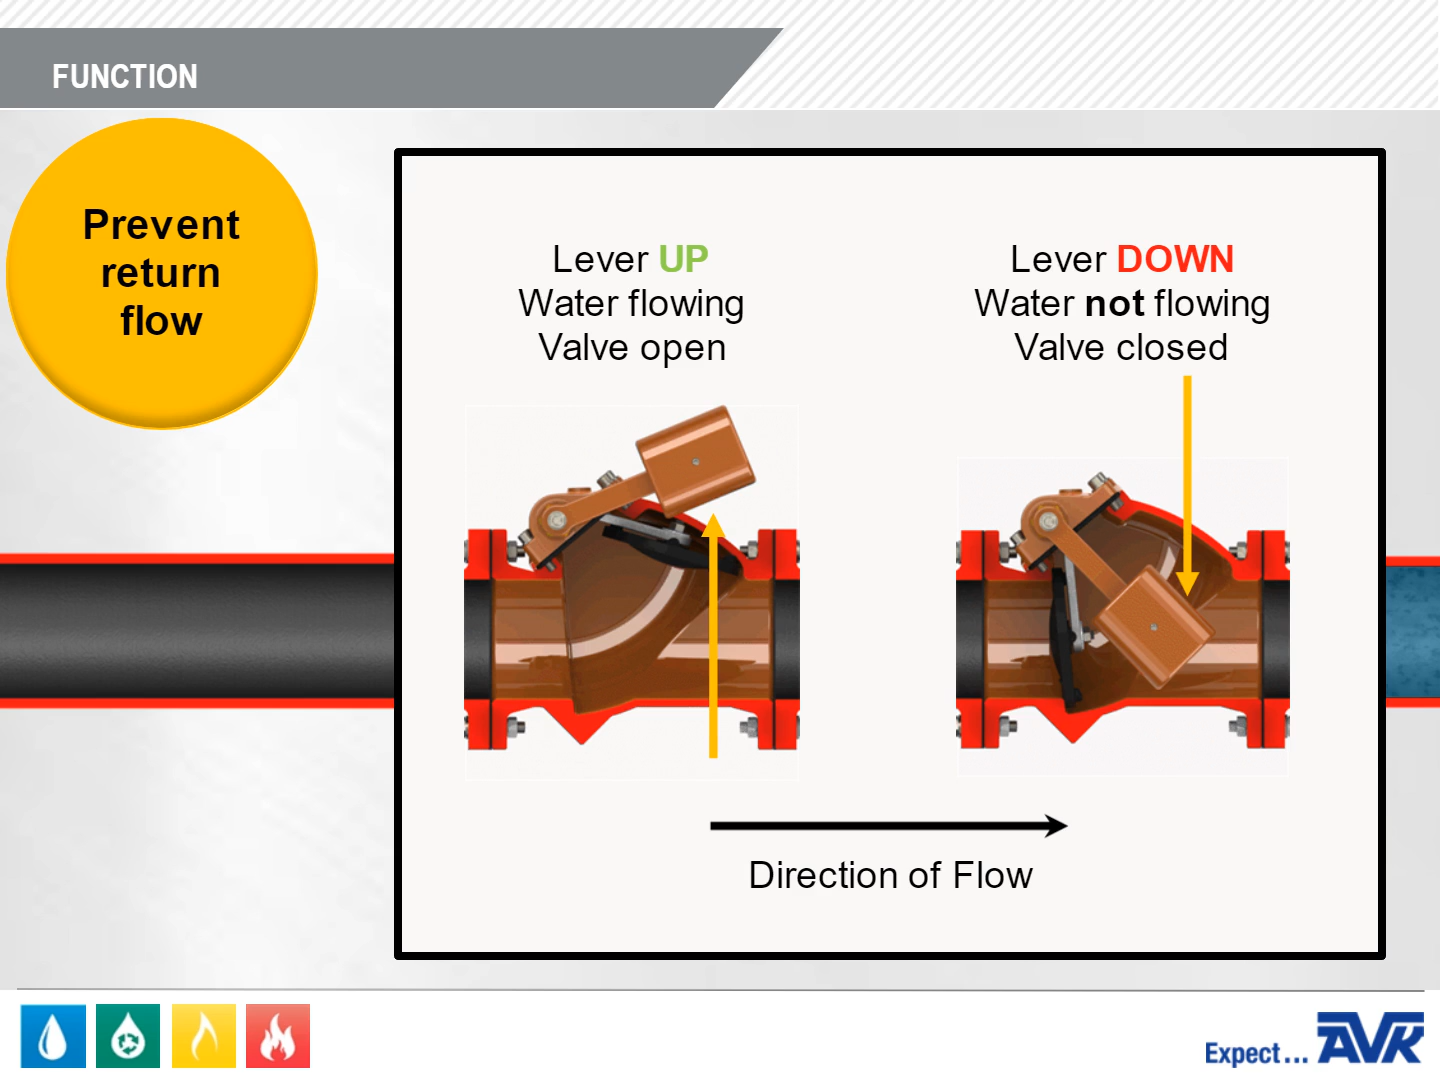 FUNCTION
Prevent
return
flow
Lever UP
Water flowing
Valve open
Lever DOWN
Water not flowing
Valve closed
Direction of Flow
Expect...
AVK